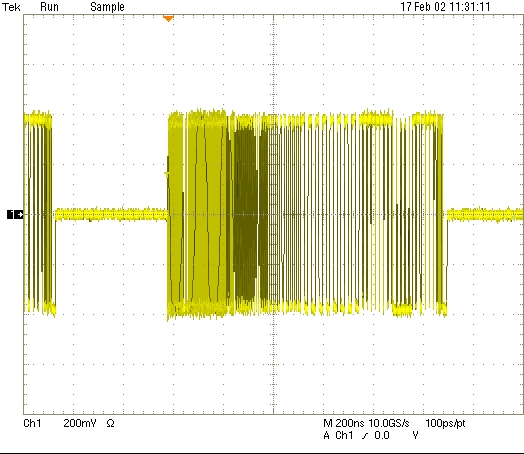 Tek Run Sample 17 Feb 02 11:31:11
1
Ch1 200mV Ω M 200ns 10.0GS/s 100ps/pt
A Ch1 ∕ 0.0 Y